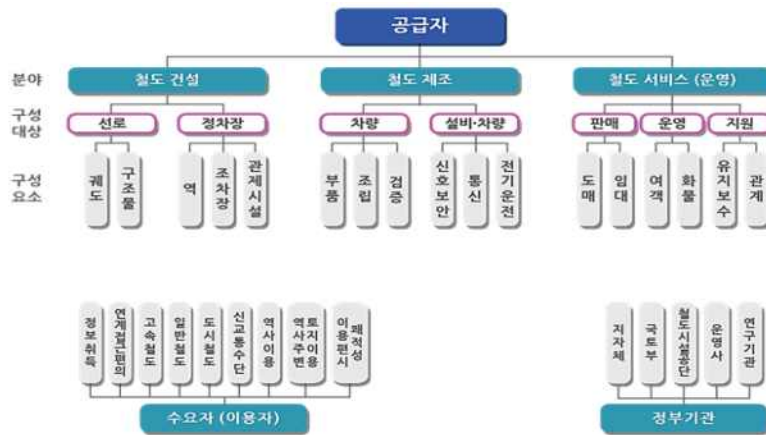 공급자
분야
철도 건설
철도 제조
철도 서비스 (운영)
구성
대상
선로
정차장
차량
설비·차량
판매
운영
지원
구성
요소
궤도
구조물
역
조차장
관제시설
부품
조립
검증
신호보안
통신
전기운전
도매
임대
여객
화물
유지보수
관계
정보취득
연계접근편의
고속철도
일반철도
도시철도
신교통수단
역사이용
역사주변
토지이용
이용편시
쾌적성
수요자 (이용자)
지자체
국토부
철도시설공단
운영사
연구기관
정부기관